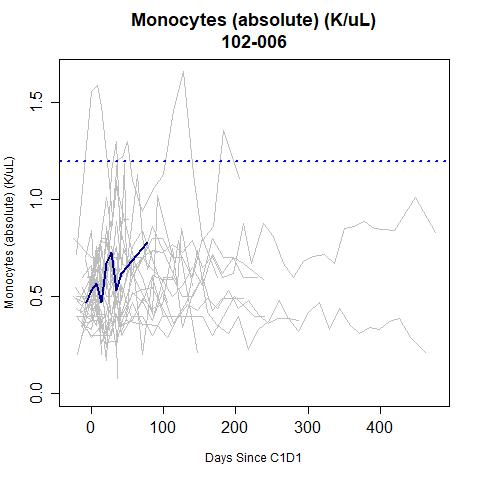 Monocytes (absolute) (K/uL)
102-006
Monocytes (absolute) (K/uL)
1.5
1.0
0.5
0.0
0 100 200 300 400
Days Since C1D1